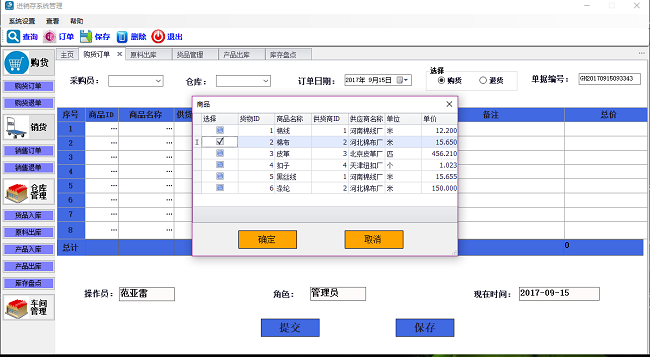 进销存系统管理
系统设置 查看 帮助
查询 订单 保存 删除 退出
购货
购货订单
购货退单
销货
销售订单
销售退单
仓库管理
货品入库
原料出库
产品入库
产品出库
库存盘点
车间管理
主页 购货订单 × 原料出库 货品管理 产品出库 库存盘点
采购员: 仓库: 订单日期: 2017年 9月15日 选择 购货 退货 单据编号: GH20170915093343
序号 商品ID 商品名称 供货 备注 总价
1 ... ...
2 ... ...
3 ... ...
4 ... ...
5 ... ...
6 ... ...
7 ... ...
8 ... ...
总计 0
商品
选择 货物ID 商品名称 供货商ID 供应商名称 单位 单价
1 棉线 1 河南棉线厂 米 12.200
2 棉布 2 河北棉布厂 米 15.650
3 皮革 3 北京皮革厂 匹 456.210
4 扣子 4 天津纽扣厂 个 1.023
5 黑丝线 1 河南棉线厂 米 15.655
6 涤纶 2 河北棉布厂 米 150.000
确定 取消
操作员: 范亚雷 角色: 管理员 现在时间: 2017-09-15
提交 保存